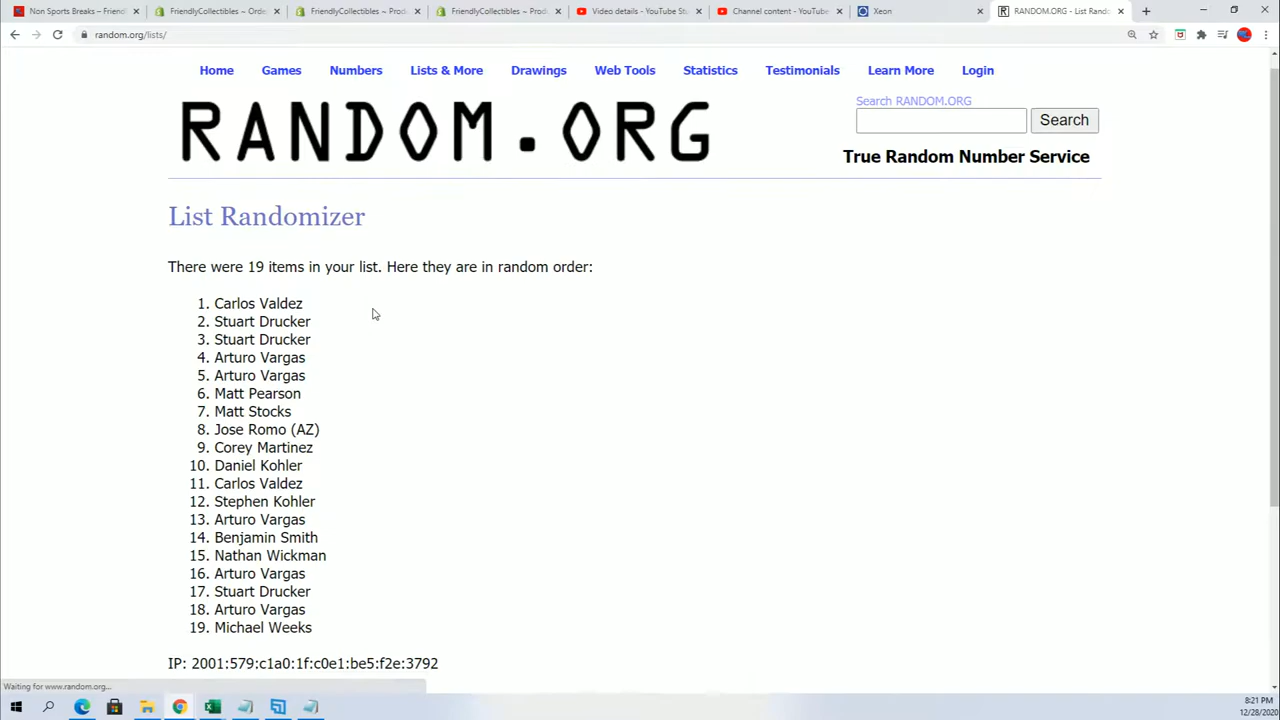 Non Sports Breaks – Friend
FriendlyCollectibles ~ Orde
FriendlyCollectibles ~ Produ
FriendlyCollectibles ~ Produ
Video details - YouTube Stu
Channel content - YouTube
Xeon
RANDOM.ORG - List Rando
random.org/lists/
Home Games Numbers Lists & More Drawings Web Tools Statistics Testimonials Learn More Login
RANDOM.ORG
Search RANDOM.ORG
Search
True Random Number Service
List Randomizer
There were 19 items in your list. Here they are in random order:
1. Carlos Valdez
2. Stuart Drucker
3. Stuart Drucker
4. Arturo Vargas
5. Arturo Vargas
6. Matt Pearson
7. Matt Stocks
8. Jose Romo (AZ)
9. Corey Martinez
10. Daniel Kohler
11. Carlos Valdez
12. Stephen Kohler
13. Arturo Vargas
14. Benjamin Smith
15. Nathan Wickman
16. Arturo Vargas
17. Stuart Drucker
18. Arturo Vargas
19. Michael Weeks
IP: 2001:579:c1a0:1f:c0e1:be5:f2e:3792
Waiting for www.random.org...
8:21 PM
12/28/2020